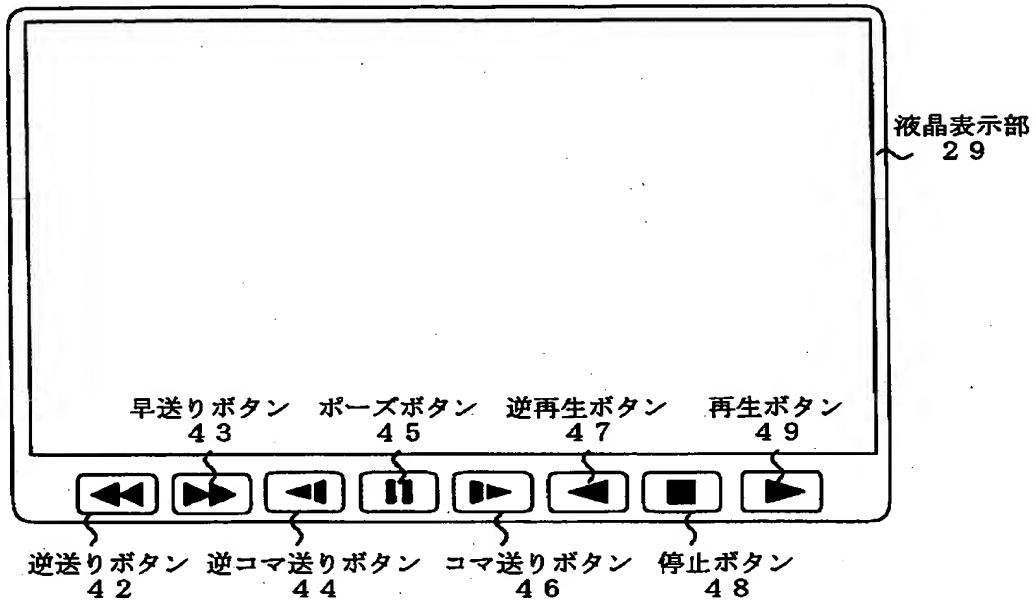 液晶表示部
29
早送りボタン
43
ポーズボタン
45
逆再生ボタン
47
再生ボタン
49
逆送りボタン
42
逆コマ送りボタン
44
コマ送りボタン
46
停止ボタン
48